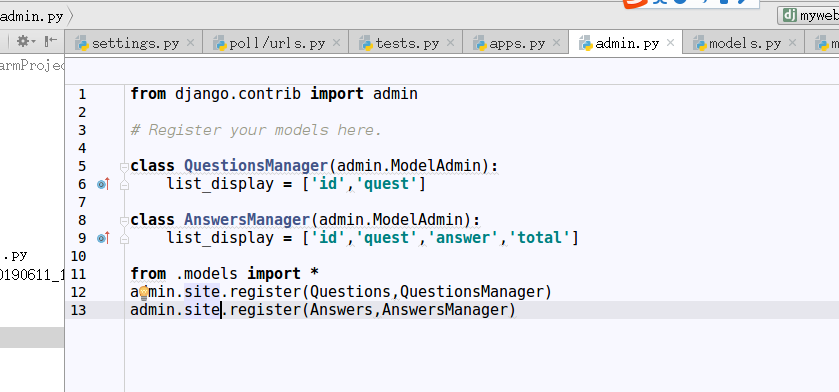 admin.py
myweb
settings.py
poll/urls.py
tests.py
apps.py
admin.py
models.py
armProjec
1 from django.contrib import admin
2
3 # Register your models here.
4
5 class QuestionsManager(admin.ModelAdmin):
6 list_display = ['id','quest']
7
8 class AnswersManager(admin.ModelAdmin):
9 list_display = ['id','quest','answer','total']
10
.py
0190611_1
11 from .models import *
12 admin.site.register(Questions,QuestionsManager)
13 admin.site.register(Answers,AnswersManager)